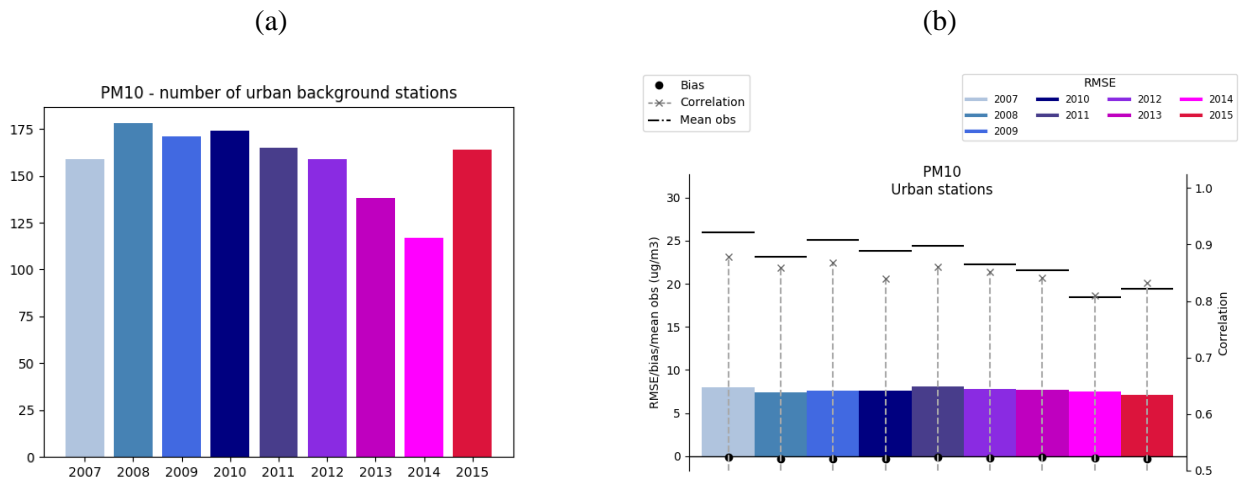 (a)
(b)
PM10 - number of urban background stations
175
150
125
100
75
50
25
0
2007 2008 2009 2010 2011 2012 2013 2014 2015
Bias
Correlation
Mean obs
RMSE
2007 2010 2012 2014
2008 2011 2013 2015
2009
PM10
Urban stations
RMSE/bias/mean obs (ug/m3)
30
25
20
15
10
5
0
1.0
0.9
0.8
0.7
0.6
0.5
Correlation